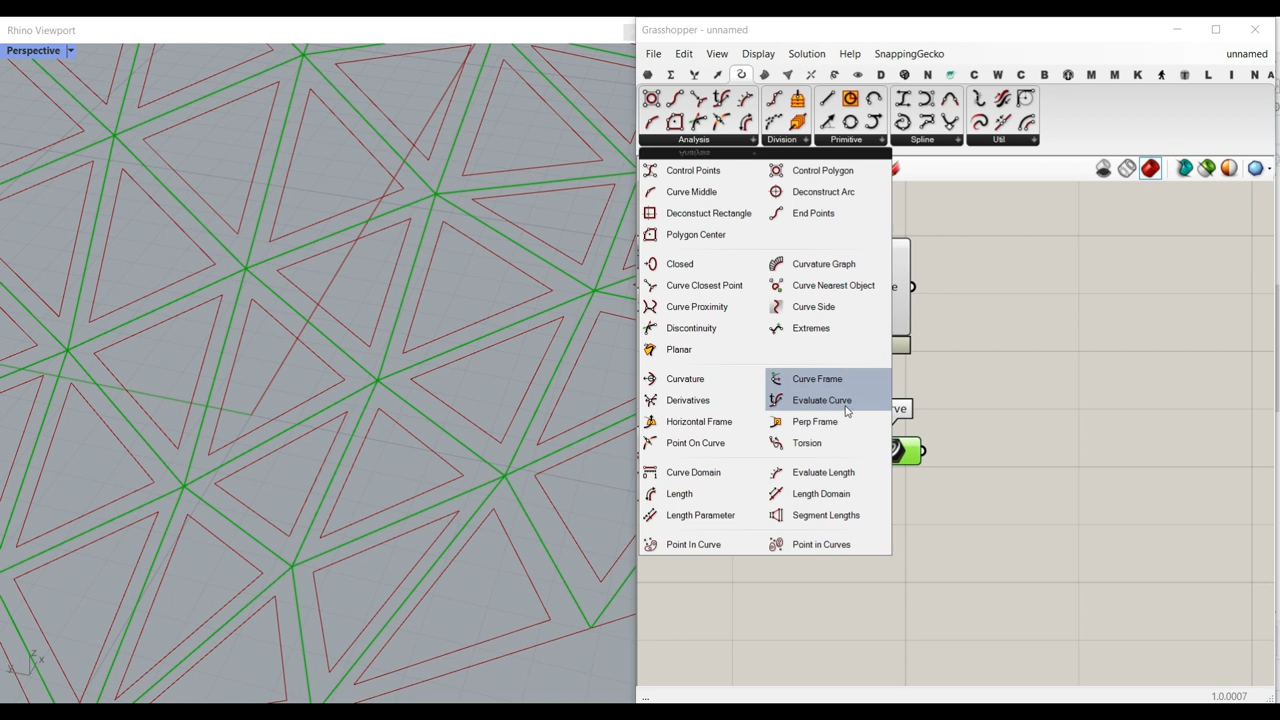 Rhino Viewport
Perspective
z
x
y
Grasshopper - unnamed
File Edit View Display Solution Help SnappingGecko unnamed
D N C W C B M M K L I N A
Analysis Division Primitive Spline Util
Control Points Control Polygon
Curve Middle Deconstruct Arc
Deconstuct Rectangle End Points
Polygon Center
Closed Curvature Graph
Curve Closest Point Curve Nearest Object
Curve Proximity Curve Side
Discontinuity Extremes
Planar
Curvature Curve Frame
Derivatives Evaluate Curve
Horizontal Frame Perp Frame
Point On Curve Torsion
Curve Domain Evaluate Length
Length Length Domain
Length Parameter Segment Lengths
Point In Curve Point in Curves
... 1.0.0007